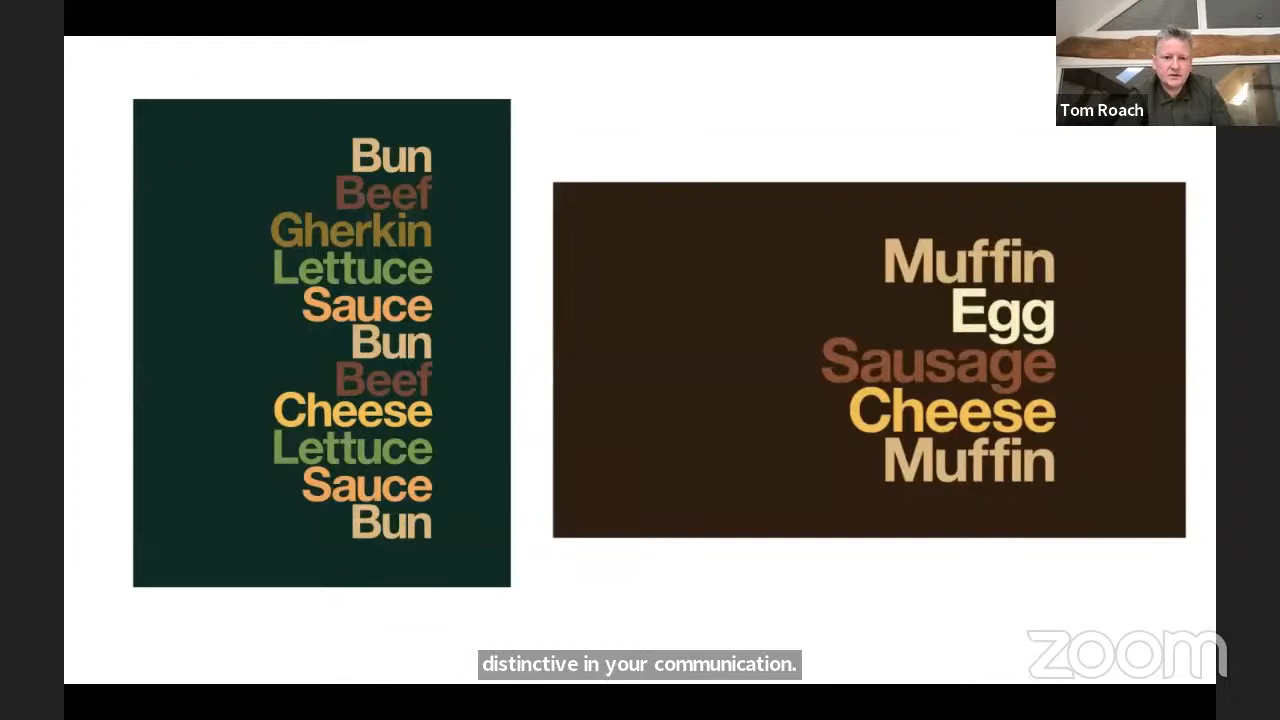 Tom Roach
Bun
Beef
Gherkin
Lettuce
Sauce
Bun
Beef
Cheese
Lettuce
Sauce
Bun
Muffin
Egg
Sausage
Cheese
Muffin
distinctive in your communication.
zoom